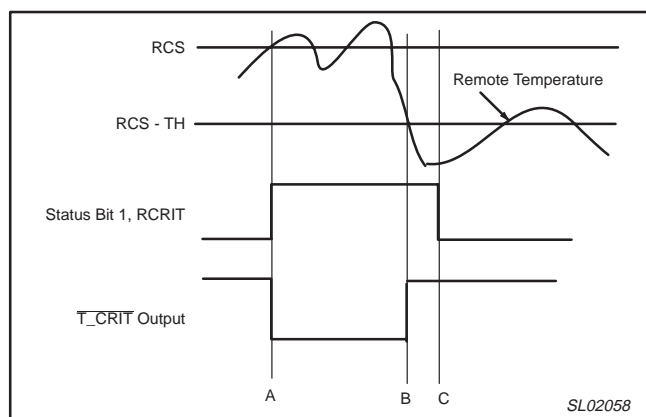 RCS
Remote Temperature
RCS - TH
Status Bit 1, RCRIT
T_CRIT Output
A
B
C
SL02058